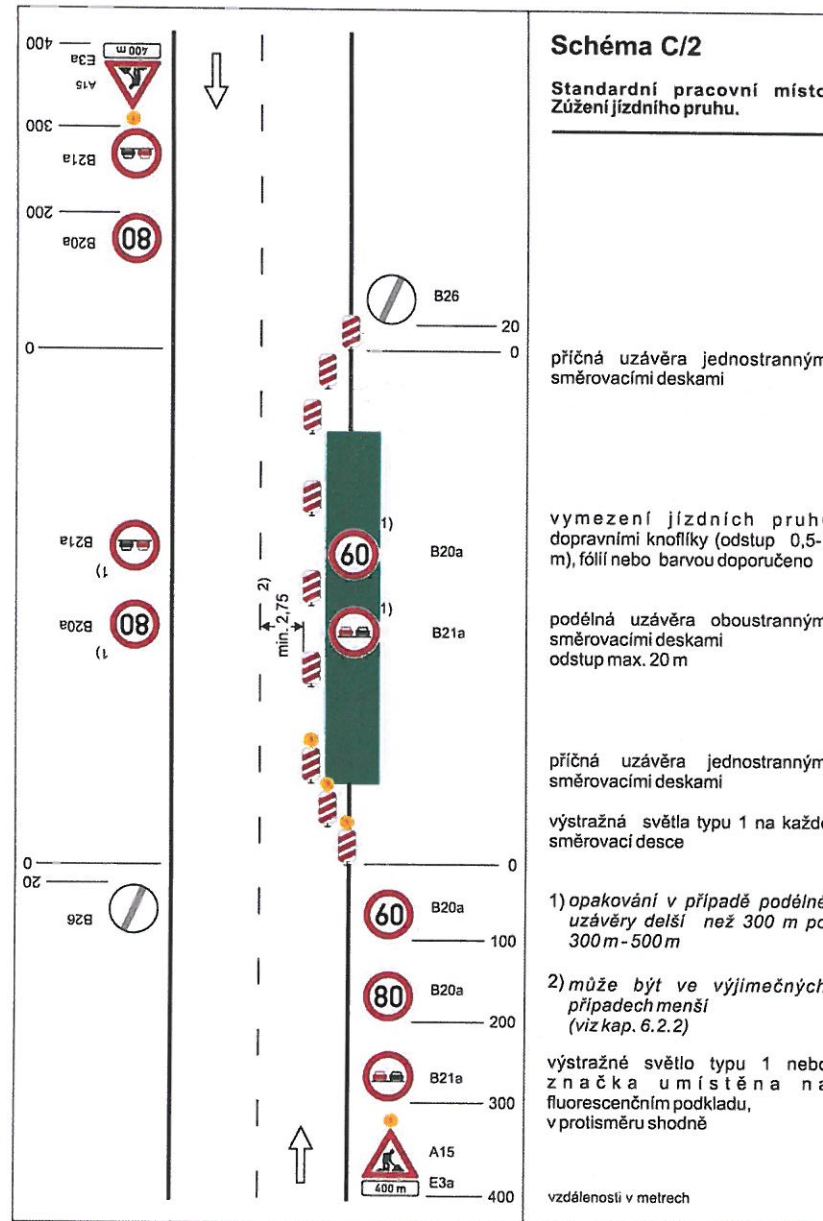 Schéma C/2
Standardní pracovní místo
Zúžení jízdního pruhu.
400
400 m
E3a
A15
300
B21a
200
B20a
80
0
B26
20
0
příčná uzávěra jednostranným
směrovacími deskami
vymezení jízdních pruhů
dopravními knoflíky (odstup 0,5-
m), fólií nebo barvou doporučeno
1)
60
B20a
B21a
1)
B20a
80
1)
2)
min. 2,75
1)
B21a
podélná uzávěra oboustranným
směrovacími deskami
odstup max. 20 m
příčná uzávěra jednostranným
směrovacími deskami
výstražná světla typu 1 na každé
směrovací desce
0
20
B26
0
60
B20a
100
80
B20a
200
B21a
300
A15
400 m
E3a
400
1) opakování v případě podélné
uzávěry delší než 300 m po
300 m - 500 m
2) může být ve výjimečných
případech menší
(viz kap. 6.2.2)
výstražné světlo typu 1 nebo
značka umístěna na
fluorescenčním podkladu,
v protisměru shodně
vzdálenosti v metrech